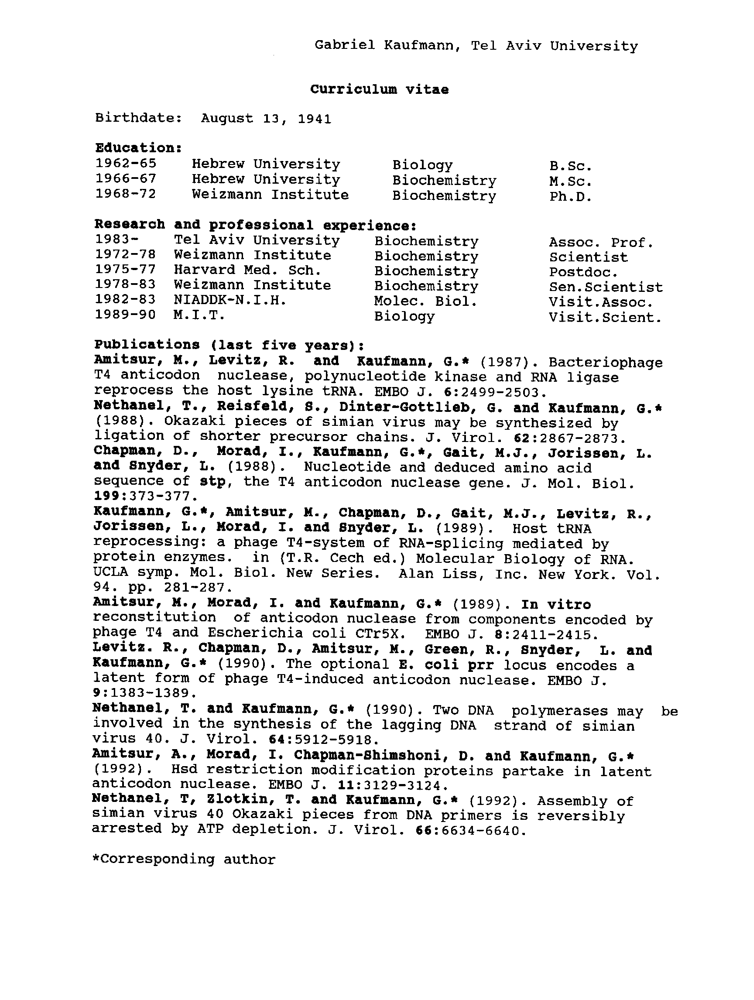 Gabriel Kaufmann, Tel Aviv University
Curriculum vitae
Birthdate: August 13, 1941
Education:
1962-65 Hebrew University Biology B.Sc.
1966-67 Hebrew University Biochemistry M.Sc.
1968-72 Weizmann Institute Biochemistry Ph.D.
Research and professional experience:
1983- Tel Aviv University Biochemistry Assoc. Prof.
1972-78 Weizmann Institute Biochemistry Scientist
1975-77 Harvard Med. Sch. Biochemistry Postdoc.
1978-83 Weizmann Institute Biochemistry Sen.Scientist
1982-83 NIADDK-N.I.H. Molec. Biol. Visit.Assoc.
1989-90 M.I.T. Biology Visit.Scient.
Publications (last five years):
Amitsur, M., Levitz, R. and Kaufmann, G.* (1987). Bacteriophage
T4 anticodon nuclease, polynucleotide kinase and RNA ligase
reprocess the host lysine tRNA. EMBO J. 6:2499-2503.
Nethanel, T., Reisfeld, S., Dinter-Gottlieb, G. and Kaufmann, G.*
(1988). Okazaki pieces of simian virus may be synthesized by
ligation of shorter precursor chains. J. Virol. 62:2867-2873.
Chapman, D., Morad, I., Kaufmann, G.*, Gait, M.J., Jorissen, L.
and Snyder, L. (1988). Nucleotide and deduced amino acid
sequence of stp, the T4 anticodon nuclease gene. J. Mol. Biol.
199:373-377.
Kaufmann, G.*, Amitsur, M., Chapman, D., Gait, M.J., Levitz, R.,
Jorissen, L., Morad, I. and Snyder, L. (1989). Host tRNA
reprocessing: a phage T4-system of RNA-splicing mediated by
protein enzymes. in (T.R. Cech ed.) Molecular Biology of RNA.
UCLA symp. Mol. Biol. New Series. Alan Liss, Inc. New York. Vol.
94. pp. 281-287.
Amitsur, M., Morad, I. and Kaufmann, G.* (1989). In vitro
reconstitution of anticodon nuclease from components encoded by
phage T4 and Escherichia coli CTr5X. EMBO J. 8:2411-2415.
Levitz. R., Chapman, D., Amitsur, M., Green, R., Snyder, L. and
Kaufmann, G.* (1990). The optional E. coli prr locus encodes a
latent form of phage T4-induced anticodon nuclease. EMBO J.
9:1383-1389.
Nethanel, T. and Kaufmann, G.* (1990). Two DNA polymerases may be
involved in the synthesis of the lagging DNA strand of simian
virus 40. J. Virol. 64:5912-5918.
Amitsur, A., Morad, I. Chapman-Shimshoni, D. and Kaufmann, G.*
(1992). Hsd restriction modification proteins partake in latent
anticodon nuclease. EMBO J. 11:3129-3124.
Nethanel, T, Zlotkin, T. and Kaufmann, G.* (1992). Assembly of
simian virus 40 Okazaki pieces from DNA primers is reversibly
arrested by ATP depletion. J. Virol. 66:6634-6640.
*Corresponding author